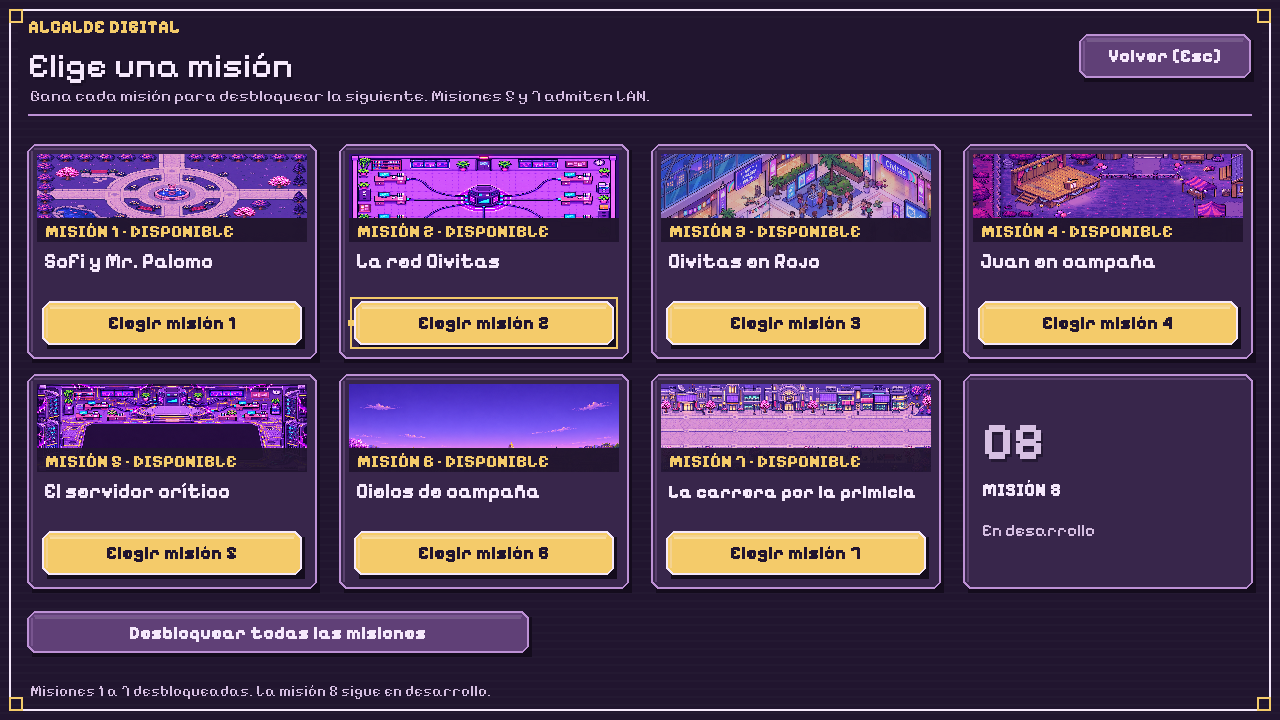 ALCALDE DIGITAL
Elige una misión
Volver (Esc)
Gana cada misión para desbloquear la siguiente. Misiones 5 y 7 admiten LAN.
MISIÓN 1 · DISPONIBLE
Sofi y Mr. Palomo
Elegir misión 1
MISIÓN 2 · DISPONIBLE
La red Civitas
Elegir misión 2
Civitas
MISIÓN 3 · DISPONIBLE
Civitas en Rojo
Elegir misión 3
MISIÓN 4 · DISPONIBLE
Juan en campaña
Elegir misión 4
MISIÓN 5 · DISPONIBLE
El servidor crítico
Elegir misión 5
MISIÓN 6 · DISPONIBLE
Cielos de campaña
Elegir misión 6
MISIÓN 7 · DISPONIBLE
La carrera por la primicia
Elegir misión 7
08
MISIÓN 8
En desarrollo
Desbloquear todas las misiones
Misiones 1 a 7 desbloqueadas. La misión 8 sigue en desarrollo.